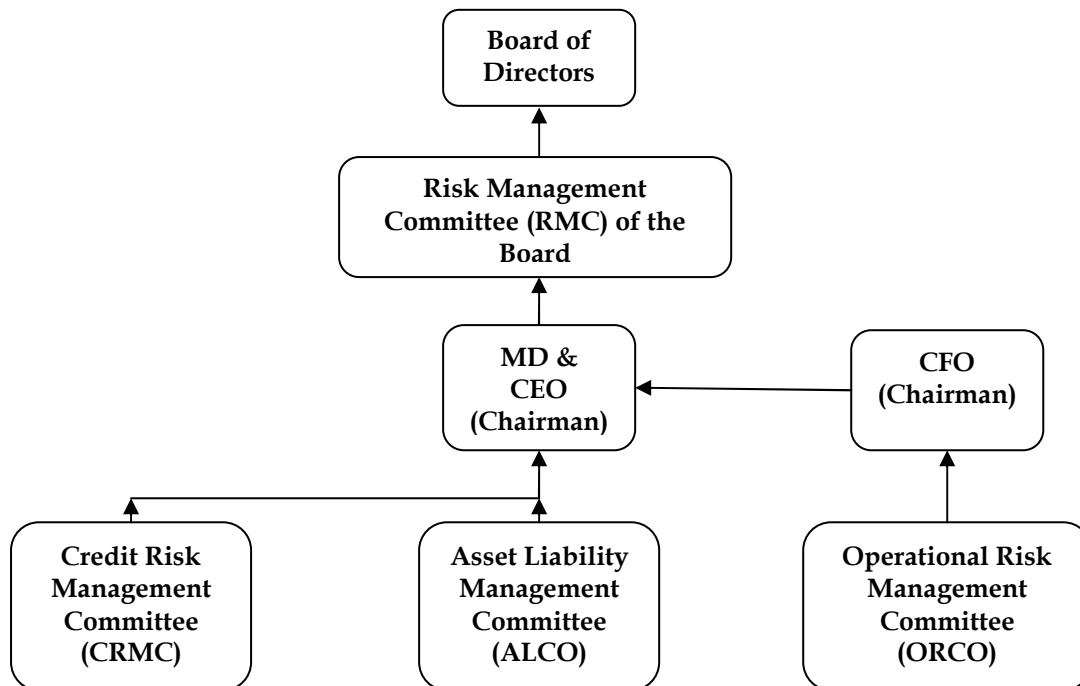 Board of
Directors
Risk Management
Committee (RMC) of the
Board
MD &
CEO
(Chairman)
CFO
(Chairman)
Credit Risk
Management
Committee
(CRMC)
Asset Liability
Management
Committee
(ALCO)
Operational Risk
Management
Committee
(ORCO)